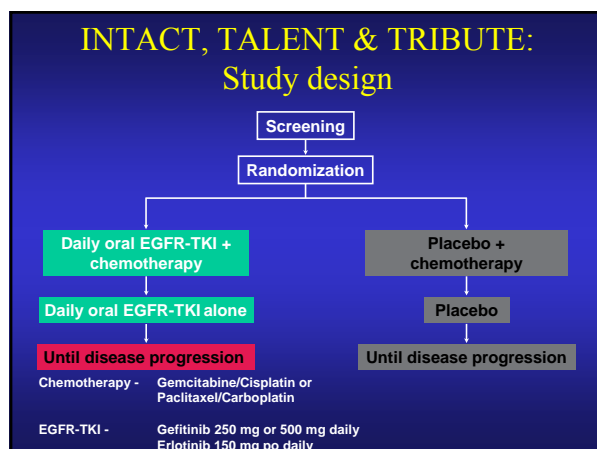 INTACT, TALENT & TRIBUTE:
Study design
Screening
Randomization
Daily oral EGFR-TKI +
chemotherapy
Placebo +
chemotherapy
Daily oral EGFR-TKI alone
Placebo
Until disease progression
Until disease progression
Chemotherapy - Gemcitabine/Cisplatin or
Paclitaxel/Carboplatin
EGFR-TKI - Gefitinib 250 mg or 500 mg daily
Erlotinib 150 mg po daily